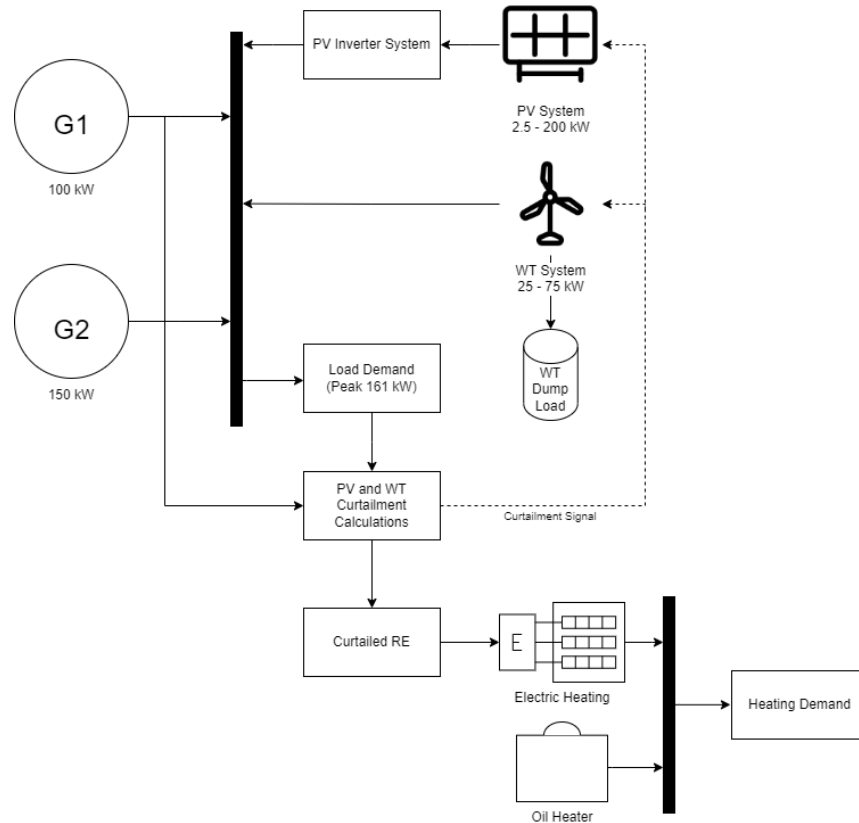 PV Inverter System
G1
100 kW
PV System
2.5 - 200 kW
WT System
25 - 75 kW
G2
150 kW
Load Demand
(Peak 161 kW)
WT
Dump
Load
PV and WT
Curtailment
Calculations
Curtailment Signal
Curtailed RE
E
Electric Heating
Heating Demand
Oil Heater